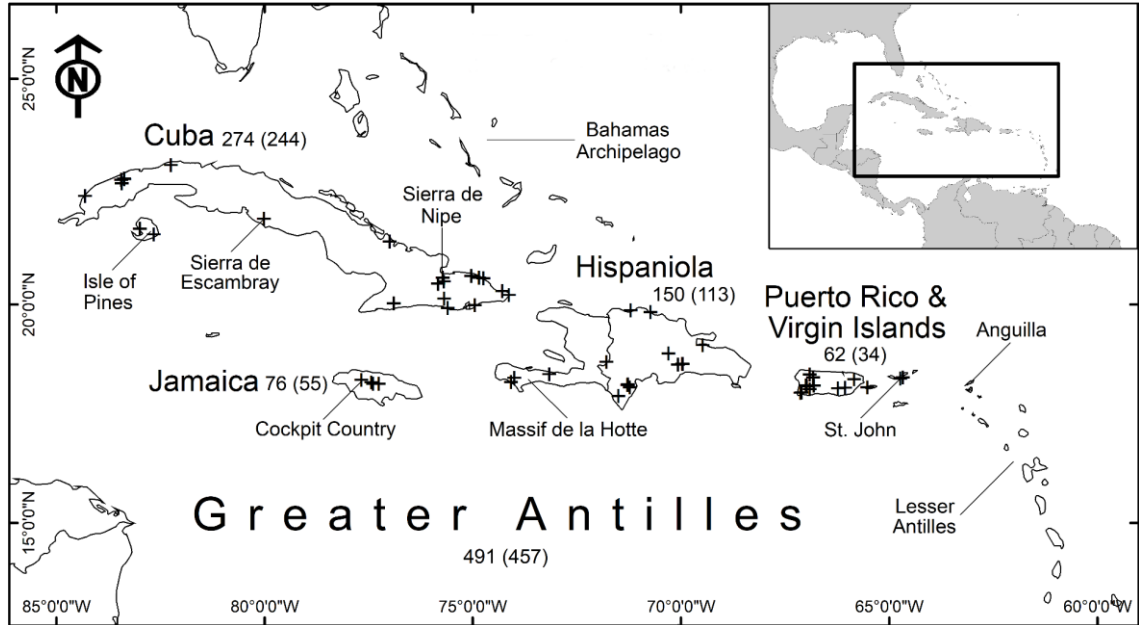 N
25°0'0"N
20°0'0"N
15°0'0"N
Cuba 274 (244)
Bahamas
Archipelago
Sierra de
Nipe
Isle of
Pines
Sierra de
Escambray
Hispaniola
150 (113)
Puerto Rico &
Virgin Islands
62 (34)
Anguilla
Jamaica 76 (55)
Cockpit Country
Massif de la Hotte
St. John
Lesser
Antilles
Greater Antilles
491 (457)
85°0'0"W
80°0'0"W
75°0'0"W
70°0'0"W
65°0'0"W
60°0'0"W